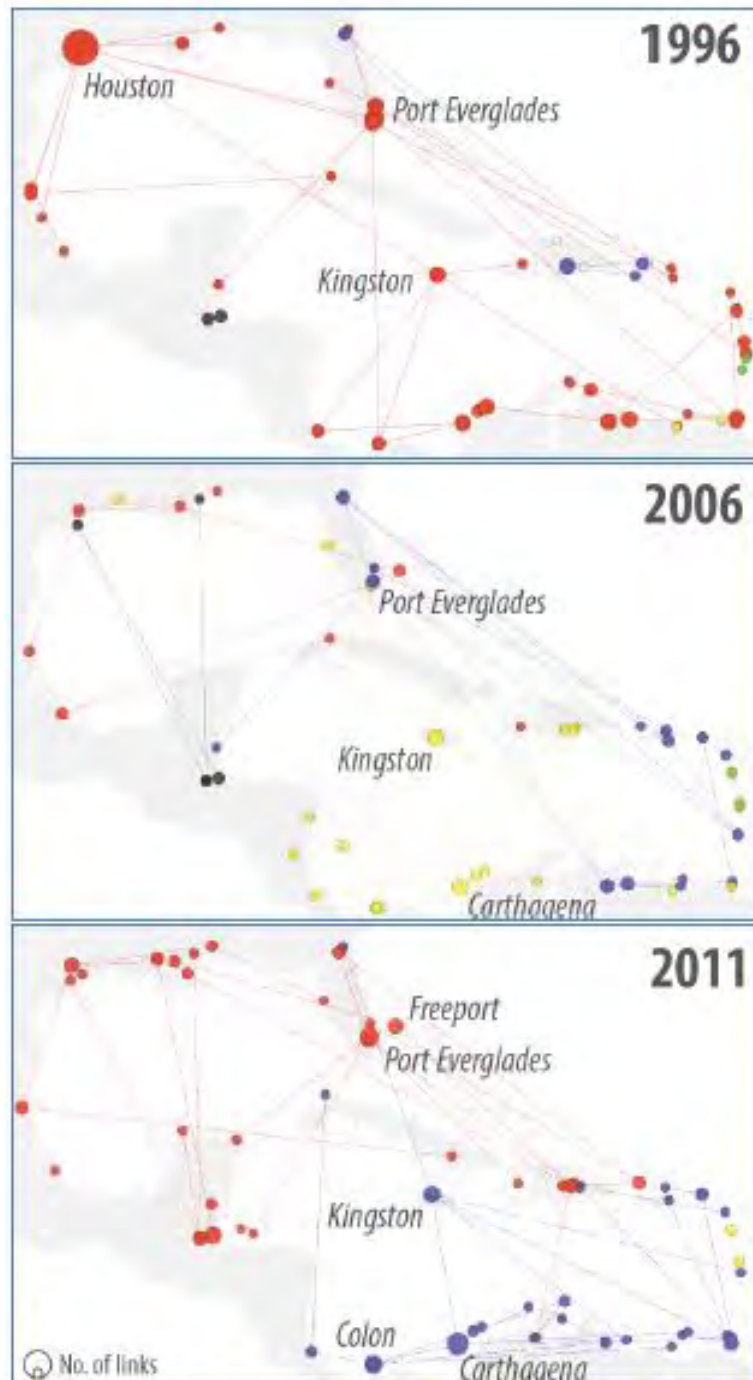 1996
Houston
Port Everglades
Kingston
2006
Port Everglades
Kingston
Carthagena
2011
Freeport
Port Everglades
Kingston
Colon
Carthagena
No. of links